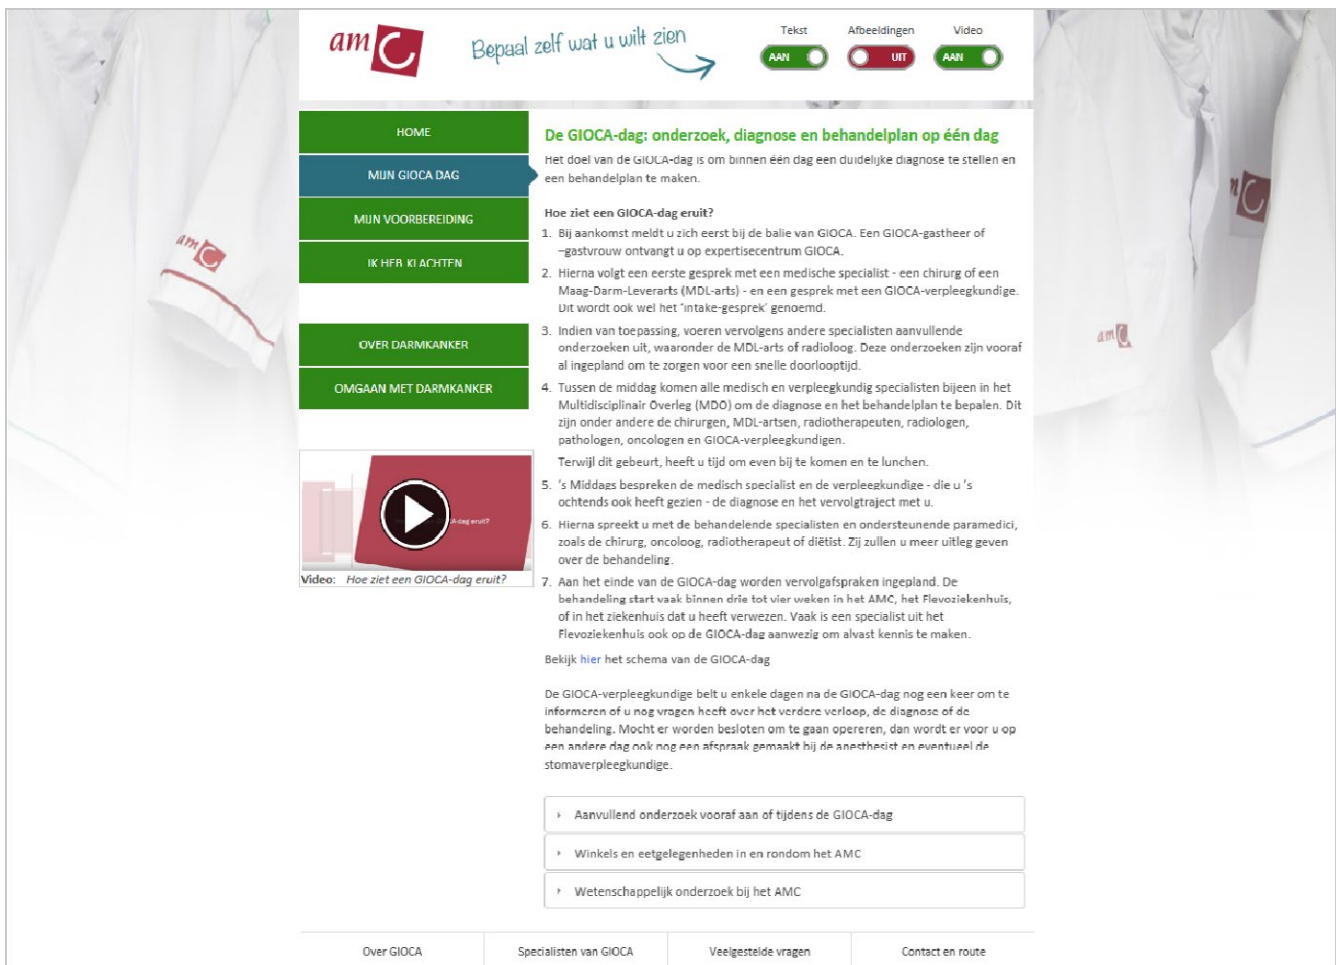 amC
Bepaal zelf wat u wilt zien
Tekst
Afbeeldingen
Video
AAN
UIT
AAN
HOME
MIJN GIOCA DAG
MIJN VOORBEREIDING
IK HEB KLACHTEN
OVER DARMKANKER
OMGAAN MET DARMKANKER
Video: Hoe ziet een GIOCA-dag eruit?
De GIOCA-dag: onderzoek, diagnose en behandelplan op één dag
Het doel van de GIOCA-dag is om binnen één dag een duidelijke diagnose te stellen en
een behandelplan te maken.
Hoe ziet een GIOCA-dag eruit?
1. Bij aankomst meldt u zich eerst bij de balie van GIOCA. Een GIOCA-gastheer of
–gastvrouw ontvangt u op expertisecentrum GIOCA.
2. Hierna volgt een eerste gesprek met een medische specialist - een chirurg of een
Maag-Darm-Leverarts (MDL-arts) - en een gesprek met een GIOCA-verpleegkundige.
Dit wordt ook wel het 'intake-gesprek' genoemd.
3. Indien van toepassing, voeren vervolgens andere specialisten aanvullende
onderzoeken uit, waaronder de MDL-arts of radioloog. Deze onderzoeken zijn vooraf
al ingepland om te zorgen voor een snelle doorlooptijd.
4. Tussen de middag komen alle medisch en verpleegkundig specialisten bijeen in het
Multidisciplinair Overleg (MDO) om de diagnose en het behandelplan te bepalen. Dit
zijn onder andere de chirurgen, MDL-artsen, radiotherapeuten, radiologen,
pathologen, oncologen en GIOCA-verpleegkundigen.
Terwijl dit gebeurt, heeft u tijd om even bij te komen en te lunchen.
5. 's Middags bespreken de medisch specialist en de verpleegkundige - die u 's
ochtends ook heeft gezien - de diagnose en het vervolgtraject met u.
6. Hierna spreekt u met de behandelende specialisten en ondersteunende paramedici,
zoals de chirurg, oncoloog, radiotherapeut of diëtist. Zij zullen u meer uitleg geven
over de behandeling.
7. Aan het einde van de GIOCA-dag worden vervolgafspraken ingepland. De
behandeling start vaak binnen drie tot vier weken in het AMC, het Flevoziekenhuis,
of in het ziekenhuis dat u heeft verwezen. Vaak is een specialist uit het
Flevoziekenhuis ook op de GIOCA-dag aanwezig om alvast kennis te maken.
Bekijk hier het schema van de GIOCA-dag
De GIOCA-verpleegkundige belt u enkele dagen na de GIOCA-dag nog een keer om te
informeren of u nog vragen heeft over het verdere verloop, de diagnose of de
behandeling. Mocht er worden besloten om te gaan opereren, dan wordt er voor u op
een andere dag ook nog een afspraak gemaakt bij de anesthesist en eventueel de
stomaverpleegkundige.
Aanvullend onderzoek vooraf aan of tijdens de GIOCA-dag
Winkels en eetgelegenheden in en rondom het AMC
Wetenschappelijk onderzoek bij het AMC
Over GIOCA
Specialisten van GIOCA
Veelgestelde vragen
Contact en route
amC
amC
amC